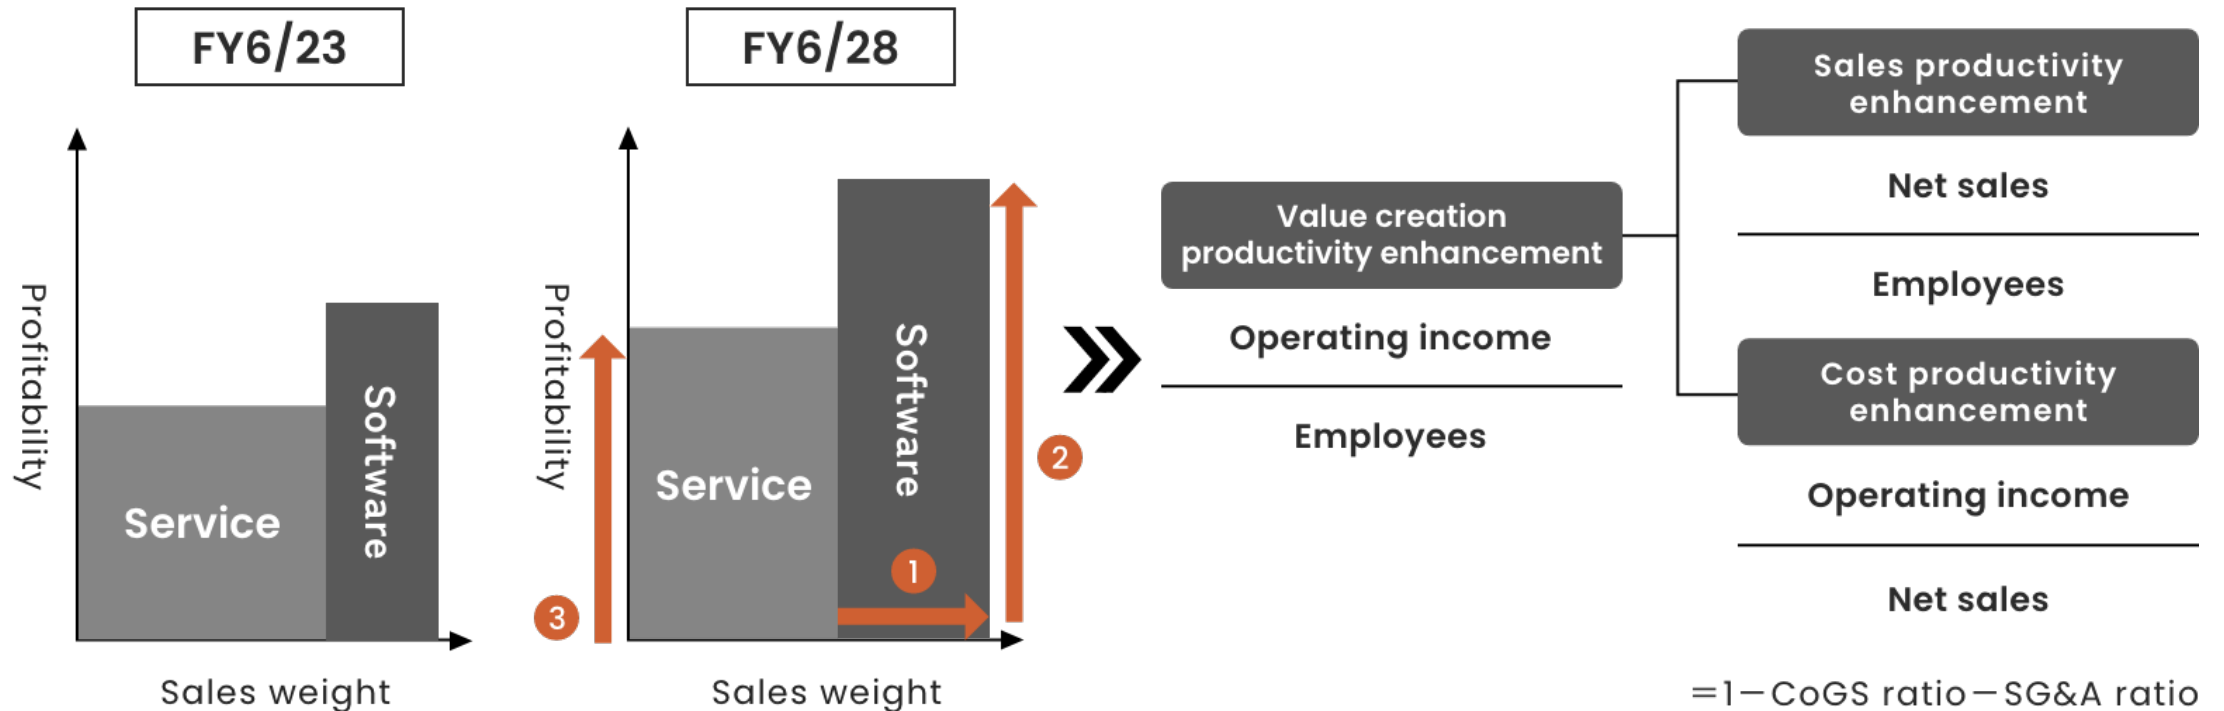 FY6/23
Profitability
Service
Software
Sales weight
FY6/28
Profitability
Service
Software
1
2
3
Sales weight
Value creation
productivity enhancement
Operating income
Employees
Sales productivity
enhancement
Net sales
Employees
Cost productivity
enhancement
Operating income
Net sales
=1−CoGS ratio−SG&A ratio